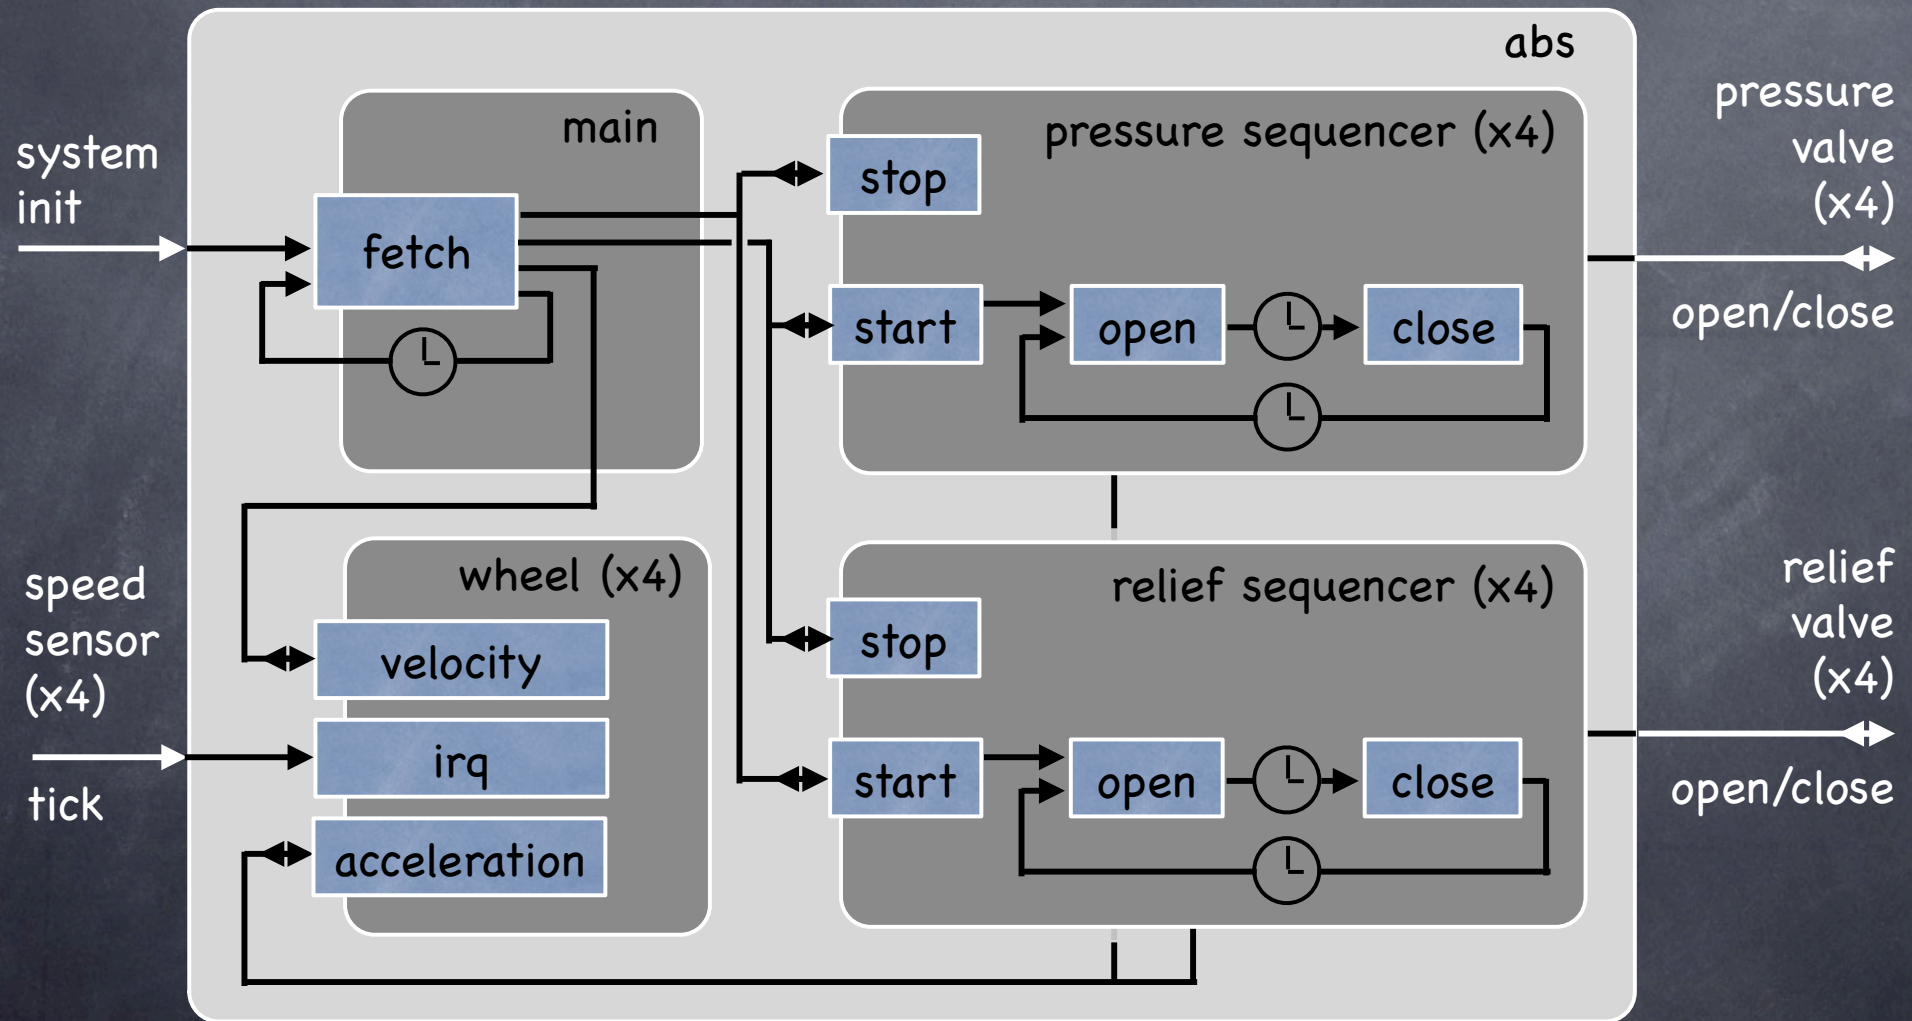 abs
system
init
main
fetch
pressure sequencer (x4)
stop
start
open
close
pressure
valve
(x4)
open/close
speed
sensor
(x4)
tick
wheel (x4)
velocity
irq
acceleration
relief sequencer (x4)
stop
start
open
close
relief
valve
(x4)
open/close